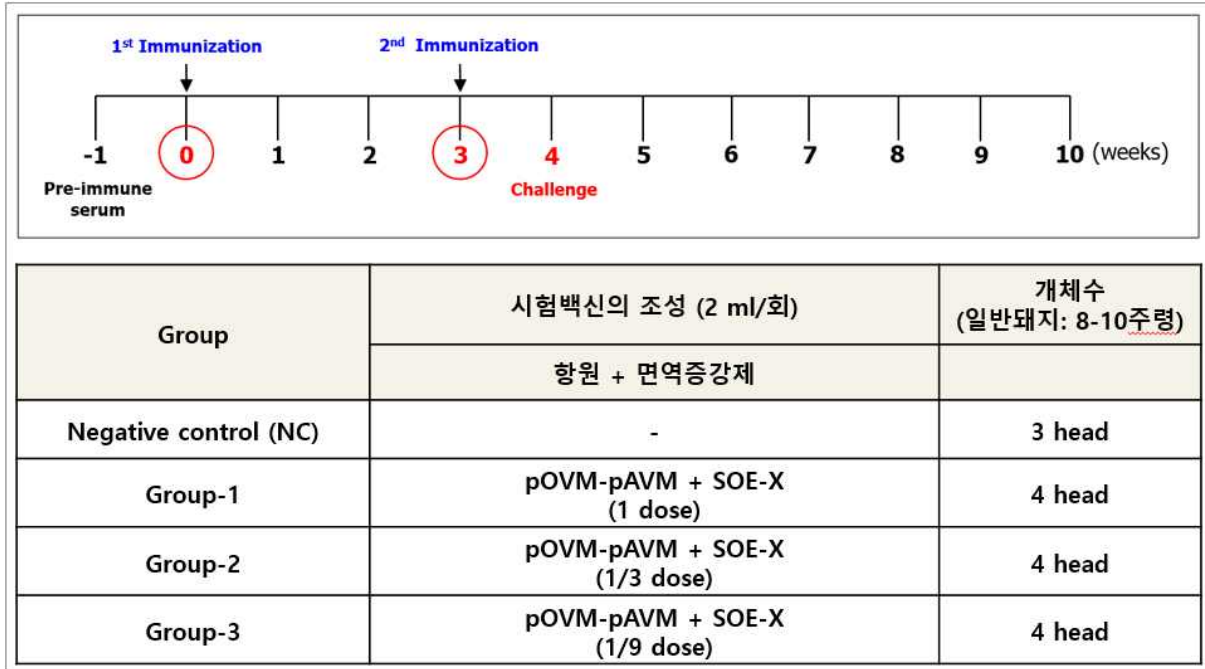 1st Immunization
2nd Immunization
-1 0 1 2 3 4 5 6 7 8 9 10 (weeks)
Pre-immune
serum
Challenge
Group
시험백신의 조성 (2 ml/회)
개체수
(일반돼지: 8-10주령)
항원 + 면역증강제
Negative control (NC)
-
3 head
Group-1
pOVM-pAVM + SOE-X
(1 dose)
4 head
Group-2
pOVM-pAVM + SOE-X
(1/3 dose)
4 head
Group-3
pOVM-pAVM + SOE-X
(1/9 dose)
4 head